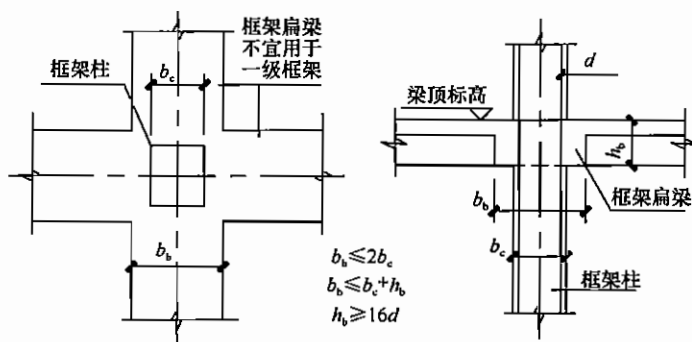 框架扁梁
不宜用于
一级框架
框架柱
b_c
b_b
b_b≤2b_c
b_b≤b_c+h_b
h_b≥16d
d
梁顶标高
h_b
框架扁梁
b_b
b_c
框架柱